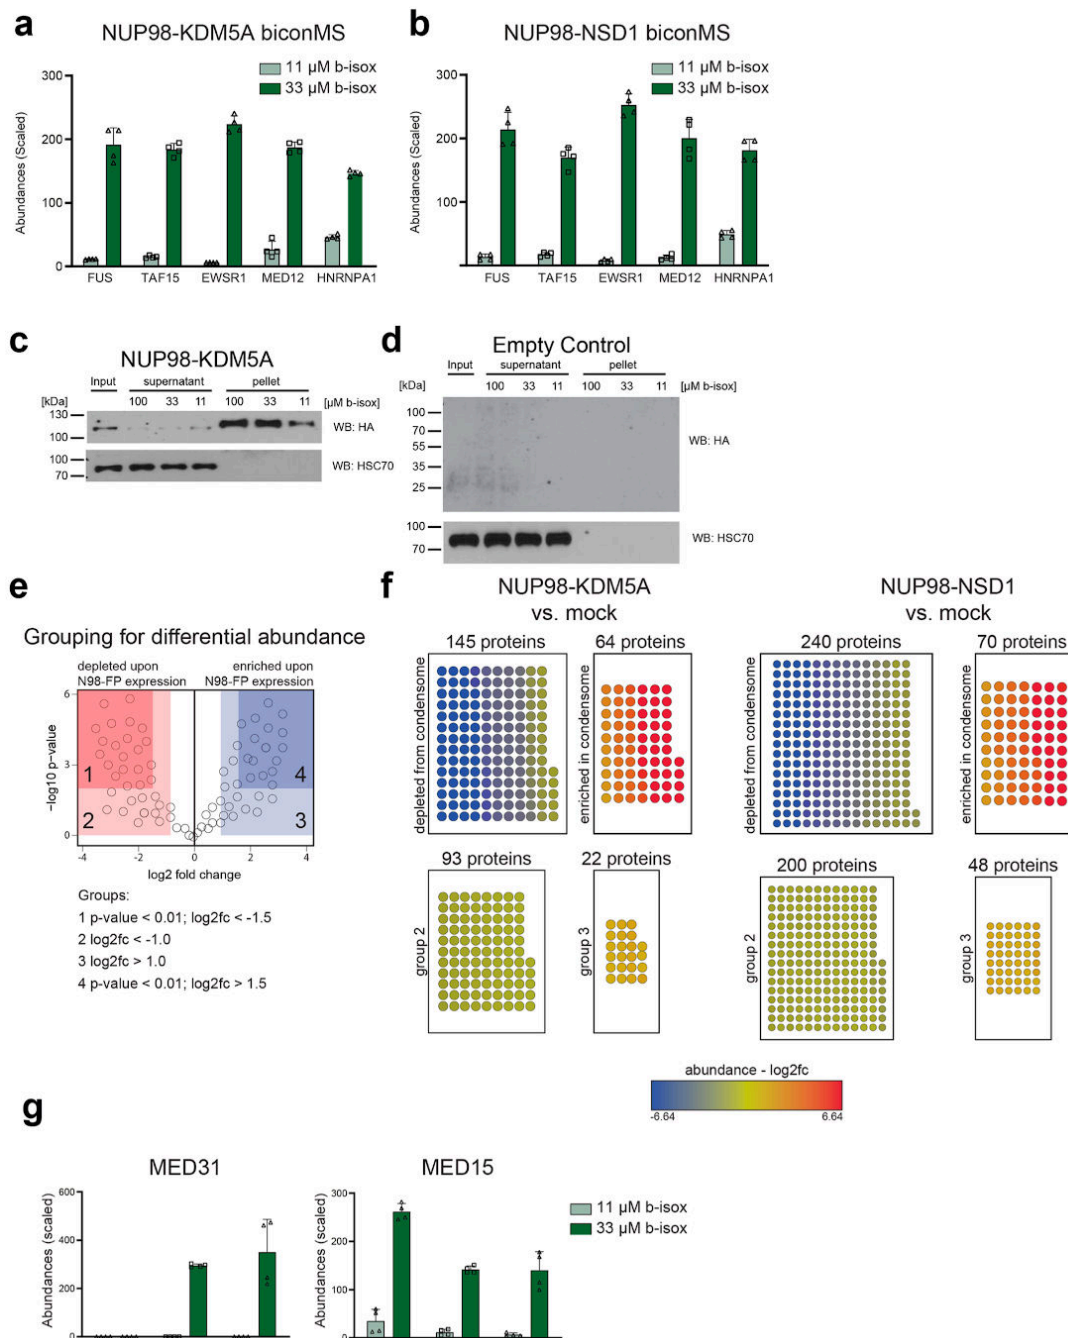 a
NUP98-KDM5A biconMS
11 µM b-isox
33 µM b-isox
Abundances (Scaled)
300
200
100
0
FUS TAF15 EWSR1 MED12 HNRNPA1
b
NUP98-NSD1 biconMS
11 µM b-isox
33 µM b-isox
Abundances (Scaled)
300
200
100
0
FUS TAF15 EWSR1 MED12 HNRNPA1
c
NUP98-KDM5A
Input supernatant pellet
[kDa] 100 33 11 100 33 11 [µM b-isox]
130
100
WB: HA
100
70
WB: HSC70
d
Empty Control
Input supernatant pellet
[kDa] 100 33 11 100 33 11 [µM b-isox]
100
70
55
35
25
WB: HA
100
70
WB: HSC70
e
Grouping for differential abundance
depleted upon
N98-FP expression
enriched upon
N98-FP expression
−log10 p-value
6
3
0
1
2
4
3
-4 -2 0 2 4
log2 fold change
Groups:
1 p-value < 0.01; log2fc < -1.5
2 log2fc < -1.0
3 log2fc > 1.0
4 p-value < 0.01; log2fc > 1.5
f
NUP98-KDM5A
vs. mock
145 proteins
depleted from condensome
64 proteins
enriched in condensome
93 proteins
group 2
22 proteins
group 3
NUP98-NSD1
vs. mock
240 proteins
depleted from condensome
70 proteins
enriched in condensome
200 proteins
group 2
48 proteins
group 3
abundance - log2fc
-6.64 6.64
g
MED31
Abundances (scaled)
600
400
200
0
MED15
Abundances (scaled)
300
200
100
0
11 µM b-isox
33 µM b-isox